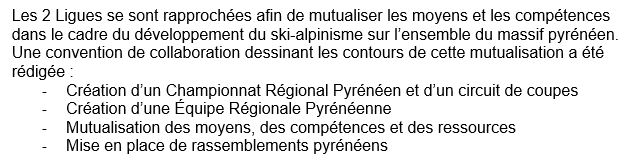 Les 2 Ligues se sont rapprochées afin de mutualiser les moyens et les compétences
dans le cadre du développement du ski-alpinisme sur l'ensemble du massif pyrénéen.
Une convention de collaboration dessinant les contours de cette mutualisation a été
rédigée :
- Création d'un Championnat Régional Pyrénéen et d'un circuit de coupes
- Création d'une Équipe Régionale Pyrénéenne
- Mutualisation des moyens, des compétences et des ressources
- Mise en place de rassemblements pyrénéens